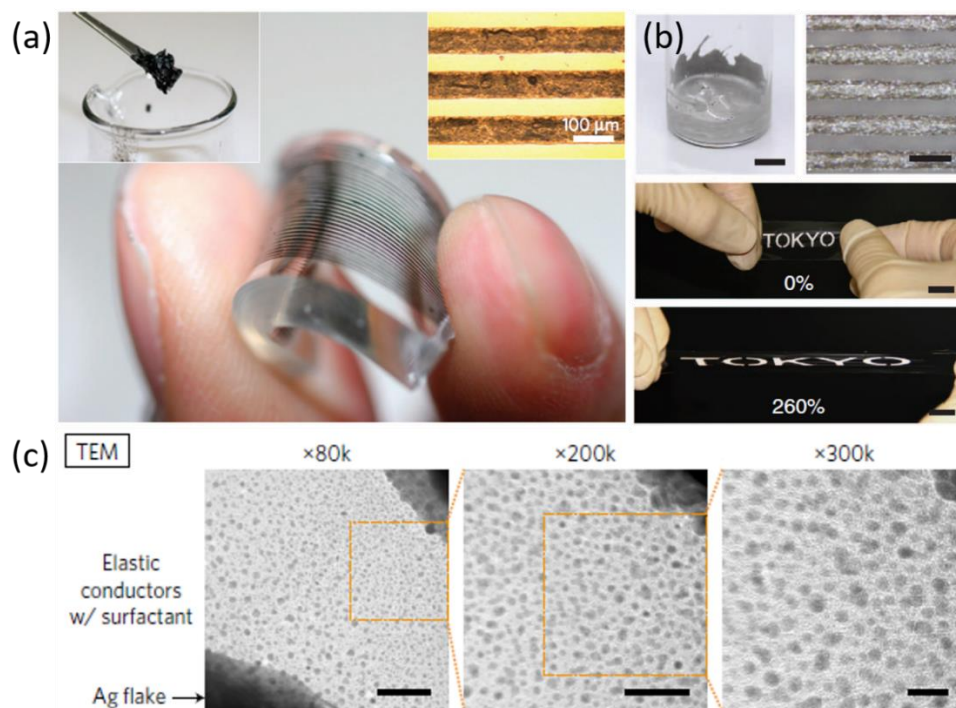 (a)
100 μm
(b)
TOKYO
0%
TOKYO
260%
(c)
TEM
×80k
×200k
×300k
Elastic
conductors
w/ surfactant
Ag flake